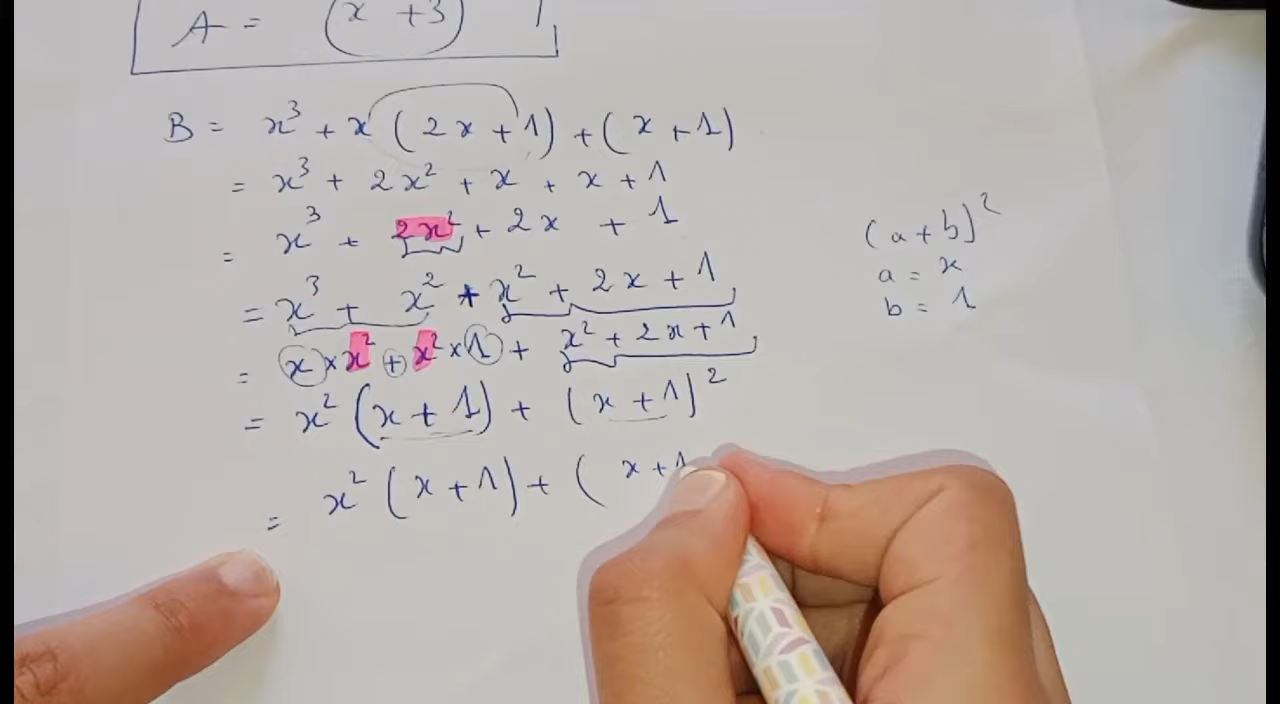 A = (x + 3)
B = x³ + x (2x + 1) + (x + 1)
= x³ + 2x² + x + x + 1
= x³ + 2x² + 2x + 1
= x³ + x² + x² + 2x + 1
= x × x² + x² × 1 + x² + 2x + 1
= x² (x + 1) + (x + 1)²
= x² (x + 1) + ( x + 1
(a + b)²
a = x
b = 1